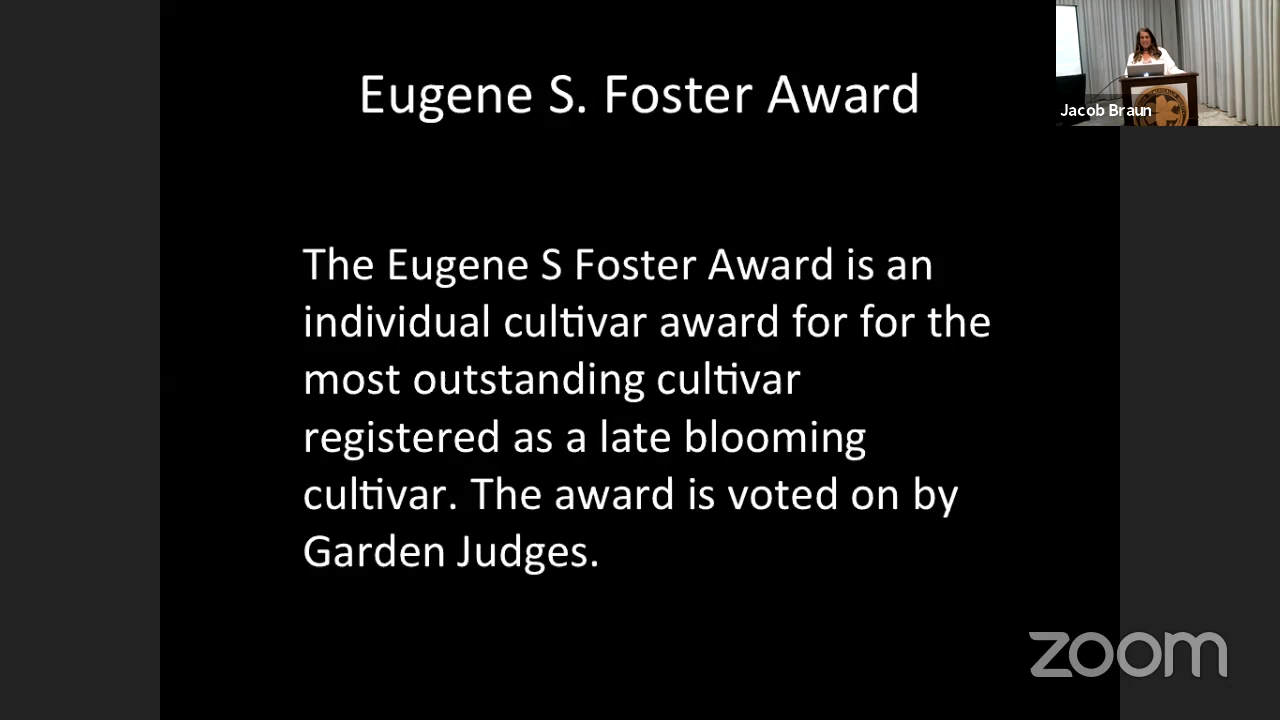 Eugene S. Foster Award
Jacob Braun
The Eugene S Foster Award is an
individual cultivar award for for the
most outstanding cultivar
registered as a late blooming
cultivar. The award is voted on by
Garden Judges.
zoom